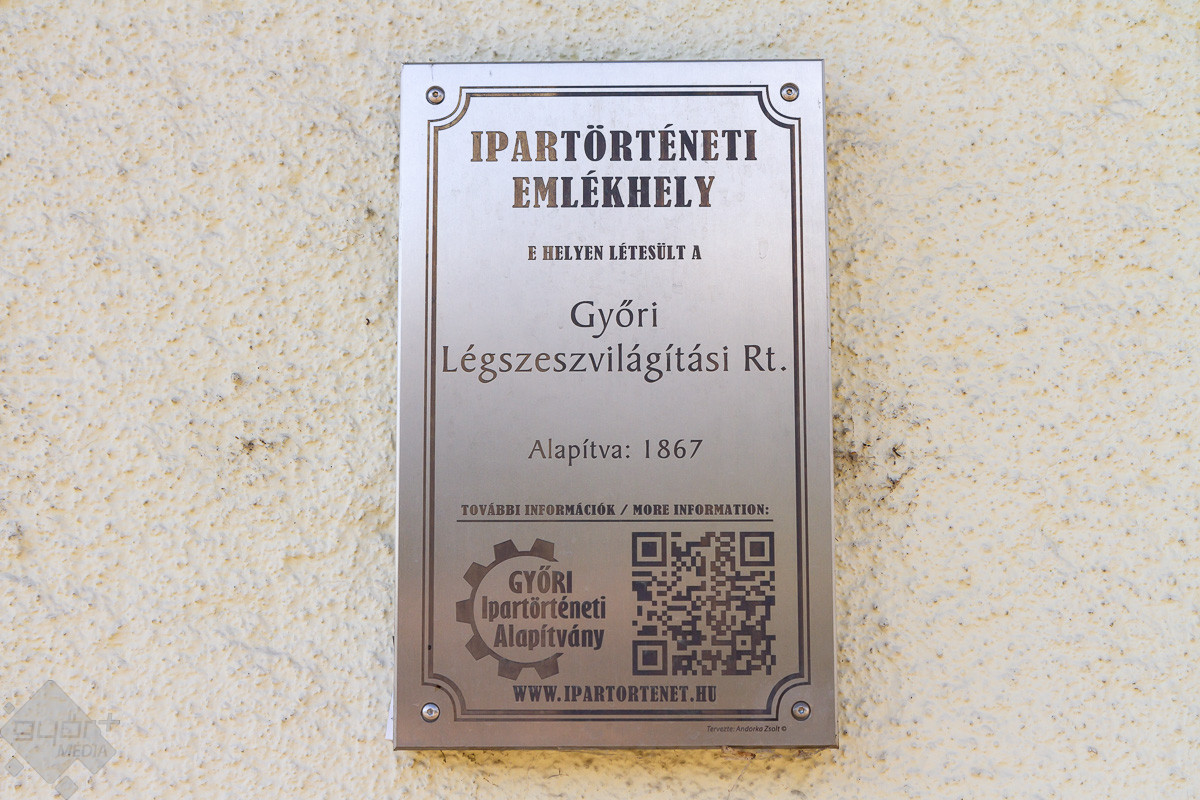 IPARTÖRTÉNETI
EMLÉKHELY
E HELYEN LÉTESÜLT A
Győri
Légszeszvilágítási Rt.
Alapítva: 1867
TOVÁBBI INFORMÁCIÓK / MORE INFORMATION:
GYŐRI
Ipartörténeti
Alapítvány
WWW.IPARTORTENET.HU
Tervezte: Andorka Zsolt ©
győr+
MEDIA